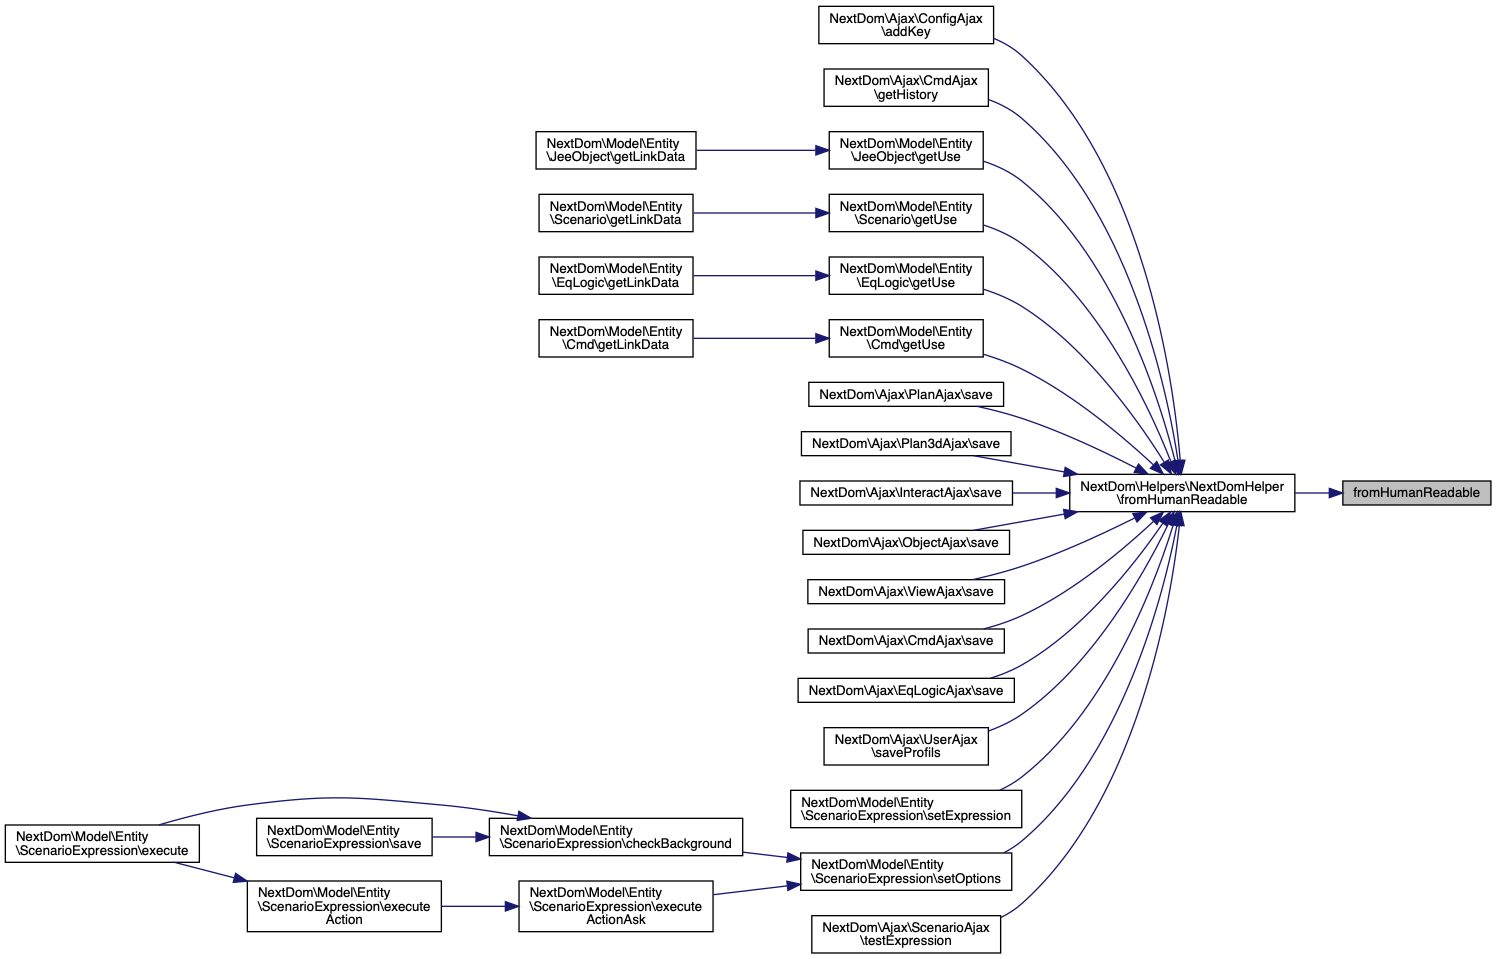 NextDom\Ajax\ConfigAjax
\addKey
NextDom\Ajax\CmdAjax
\getHistory
NextDom\Model\Entity
\JeeObject\getLinkData
NextDom\Model\Entity
\JeeObject\getUse
NextDom\Model\Entity
\Scenario\getLinkData
NextDom\Model\Entity
\Scenario\getUse
NextDom\Model\Entity
\EqLogic\getLinkData
NextDom\Model\Entity
\EqLogic\getUse
NextDom\Model\Entity
\Cmd\getLinkData
NextDom\Model\Entity
\Cmd\getUse
NextDom\Ajax\PlanAjax\save
NextDom\Ajax\Plan3dAjax\save
NextDom\Ajax\InteractAjax\save
NextDom\Helpers\NextDomHelper
\fromHumanReadable
fromHumanReadable
NextDom\Ajax\ObjectAjax\save
NextDom\Ajax\ViewAjax\save
NextDom\Ajax\CmdAjax\save
NextDom\Ajax\EqLogicAjax\save
NextDom\Ajax\UserAjax
\saveProfils
NextDom\Model\Entity
\ScenarioExpression\setExpression
NextDom\Model\Entity
\ScenarioExpression\execute
NextDom\Model\Entity
\ScenarioExpression\save
NextDom\Model\Entity
\ScenarioExpression\checkBackground
NextDom\Model\Entity
\ScenarioExpression\setOptions
NextDom\Model\Entity
\ScenarioExpression\execute
Action
NextDom\Model\Entity
\ScenarioExpression\execute
ActionAsk
NextDom\Ajax\ScenarioAjax
\testExpression